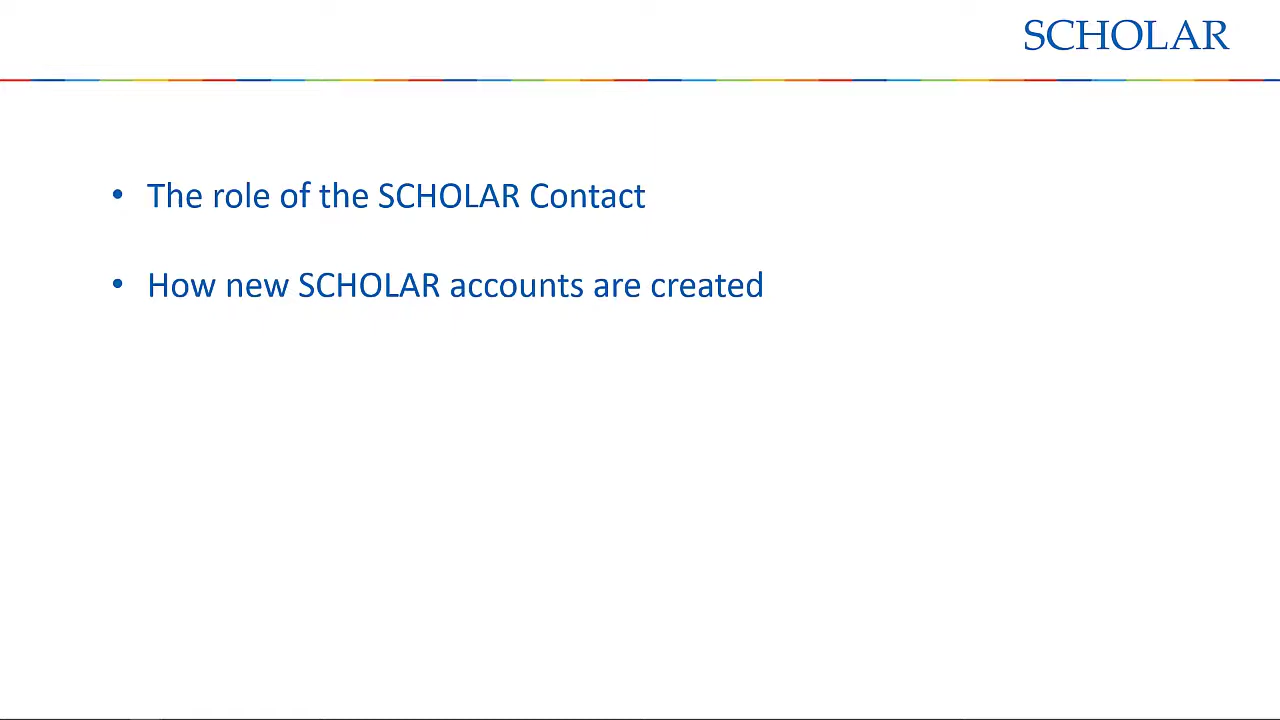 SCHOLAR
• The role of the SCHOLAR Contact
• How new SCHOLAR accounts are created